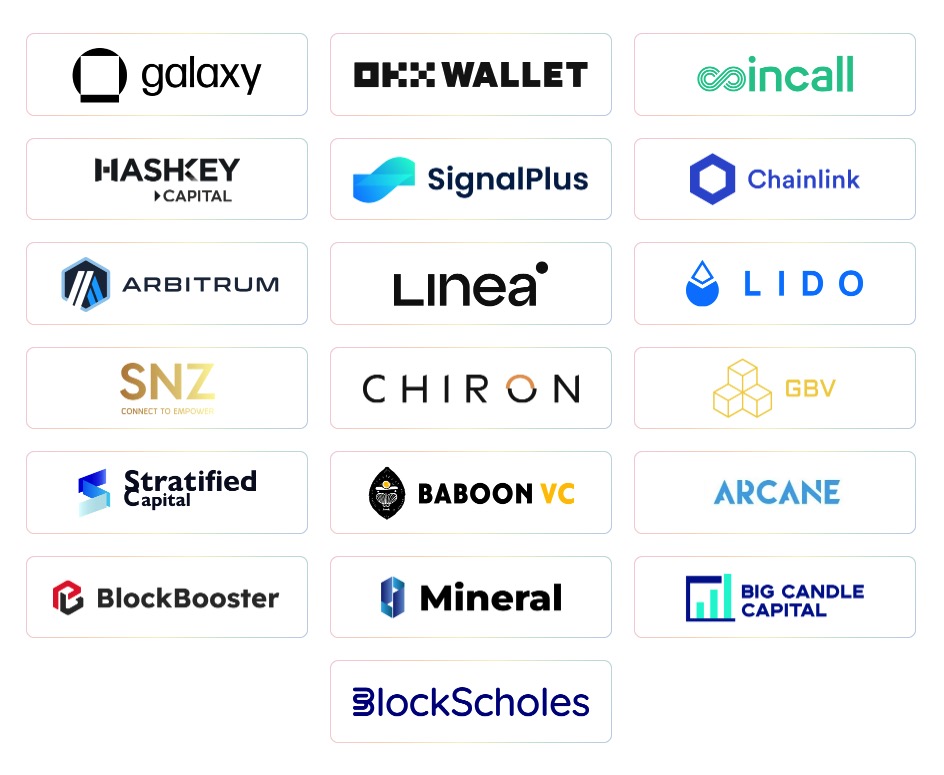 galaxy
OKX WALLET
coincall
HASHKEY
CAPITAL
SignalPlus
Chainlink
ARBITRUM
Linea
LIDO
SNZ
CONNECT TO EMPOWER
CHIRON
GBV
Stratified
Capital
BABOON VC
ARCANE
BlockBooster
Mineral
BIG CANDLE
CAPITAL
BlockScholes